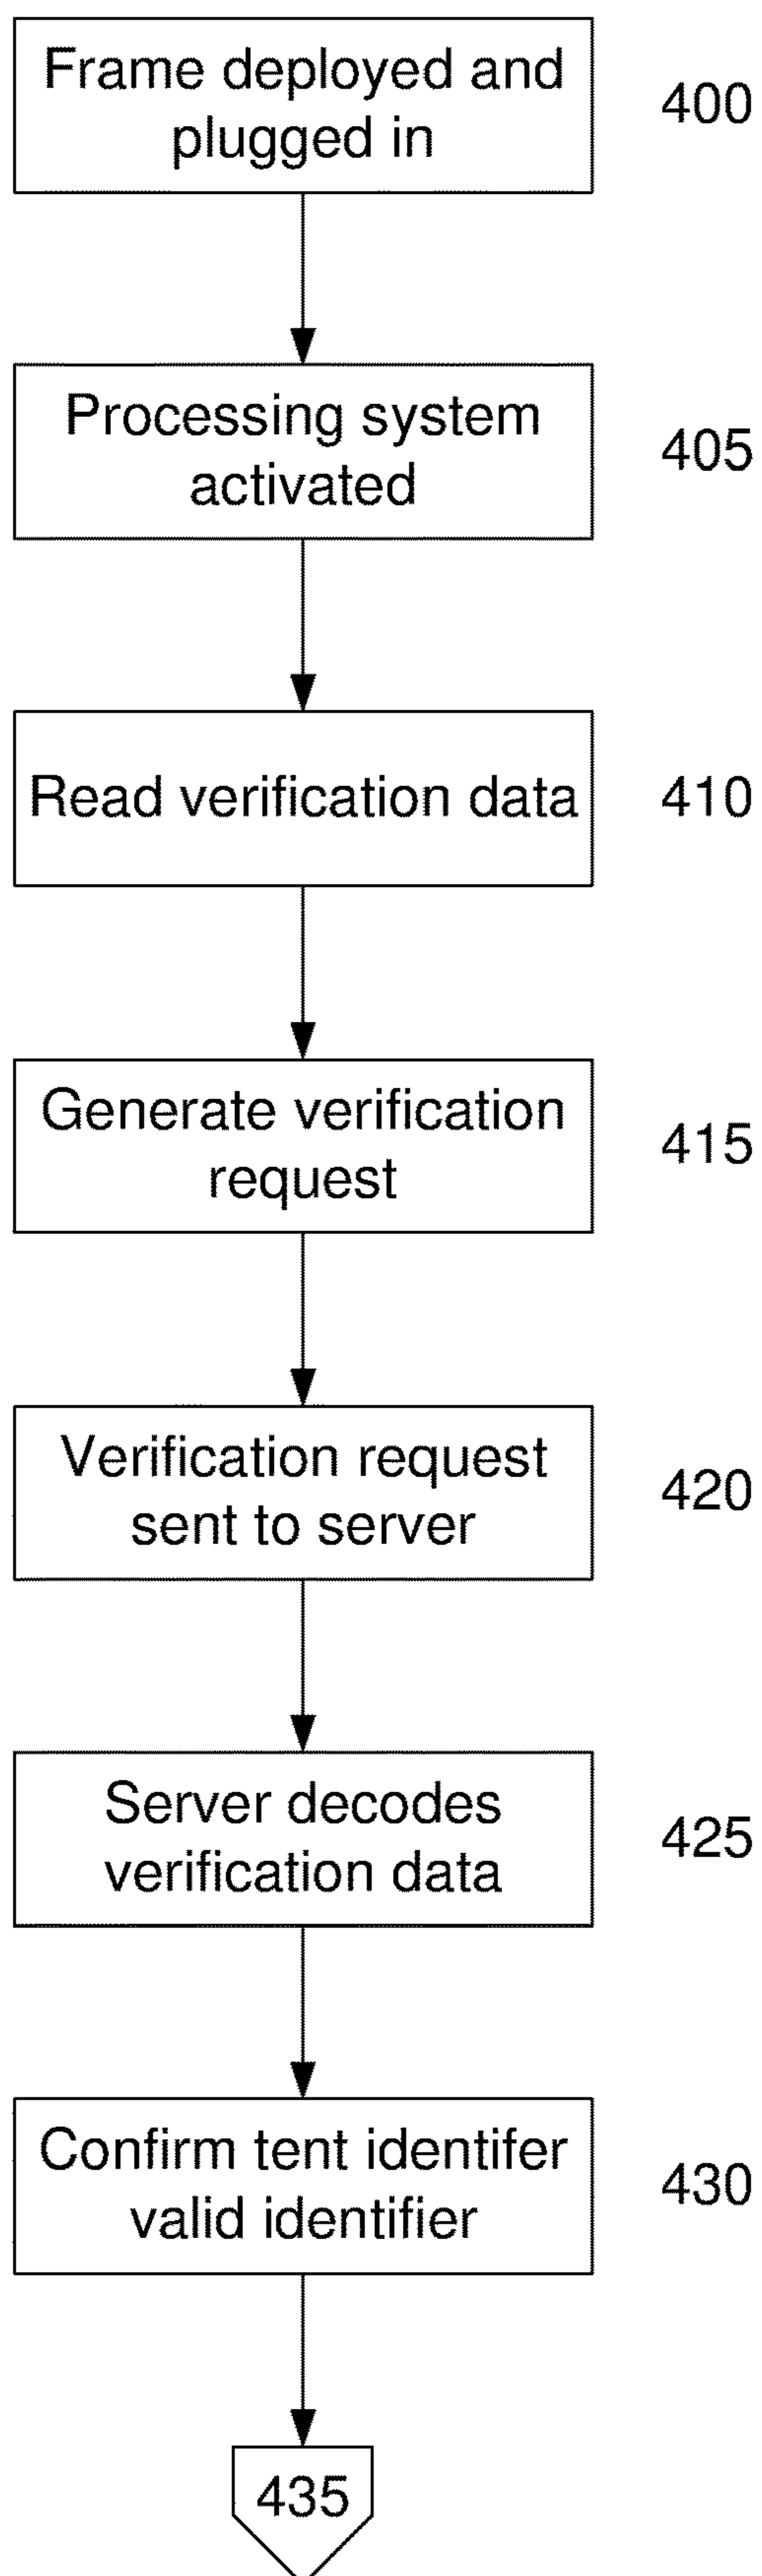 Frame deployed and
plugged in
400
Processing system
activated
405
Read verification data
410
Generate verification
request
415
Verification request
sent to server
420
Server decodes
verification data
425
Confirm tent identifer
valid identifier
430
435